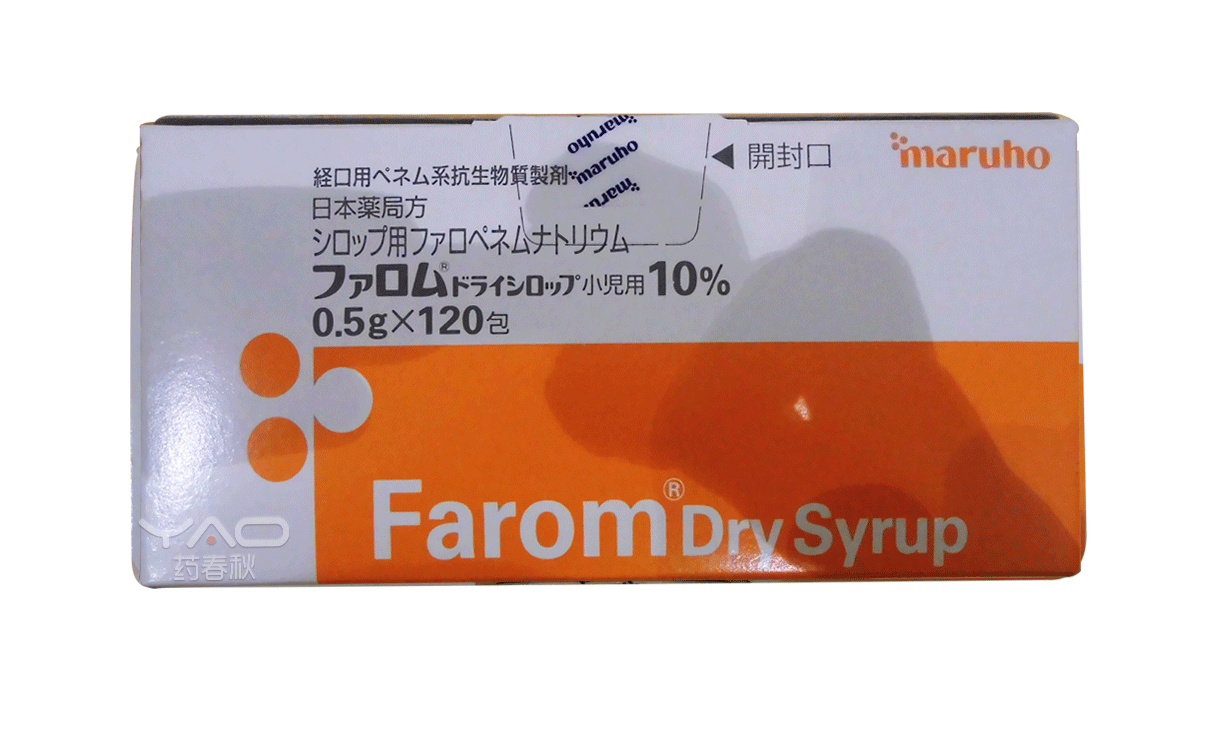 maruho
maruho
maru
◀ 開封口
maruho
経口用ペネム系抗生物質製剤
日本薬局方
シロップ用ファロペネムナトリウム
ファロム®ドライシロップ小児用10%
0.5g×120包
Farom® Dry Syrup
YAO
药春秋